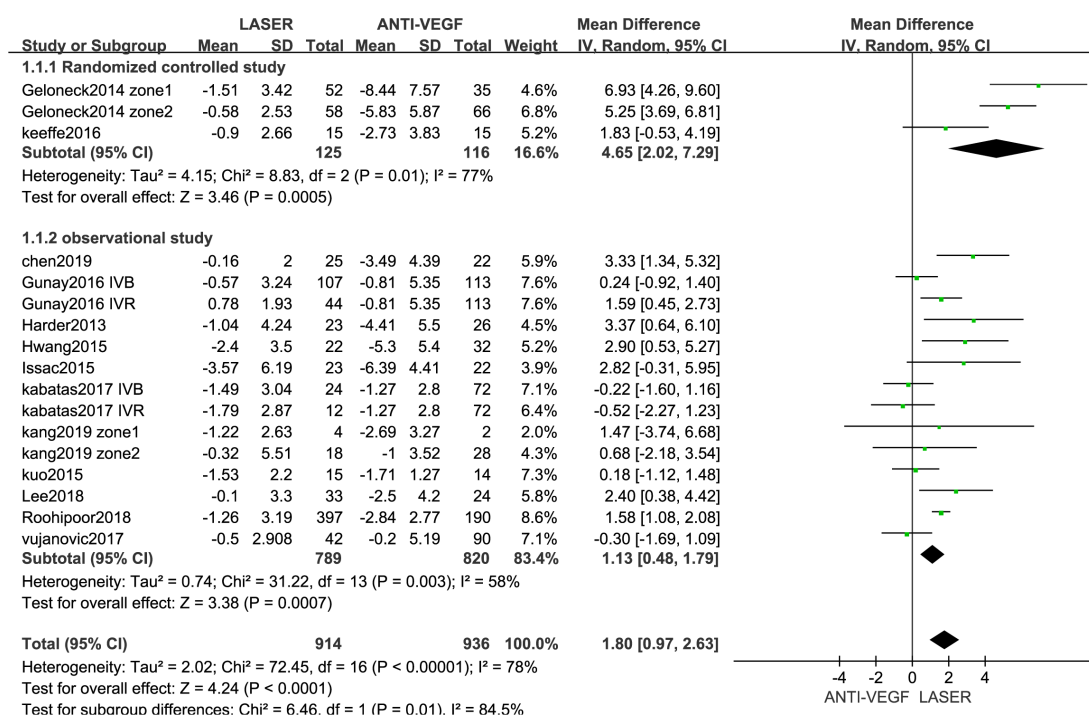 LASER ANTI-VEGF Mean Difference Mean Difference
Study or Subgroup Mean SD Total Mean SD Total Weight IV, Random, 95% CI IV, Random, 95% CI
1.1.1 Randomized controlled study
Geloneck2014 zone1 -1.51 3.42 52 -8.44 7.57 35 4.6% 6.93 [4.26, 9.60]
Geloneck2014 zone2 -0.58 2.53 58 -5.83 5.87 66 6.8% 5.25 [3.69, 6.81]
keeffe2016 -0.9 2.66 15 -2.73 3.83 15 5.2% 1.83 [-0.53, 4.19]
Subtotal (95% CI) 125 116 16.6% 4.65 [2.02, 7.29]
Heterogeneity: Tau² = 4.15; Chi² = 8.83, df = 2 (P = 0.01); I² = 77%
Test for overall effect: Z = 3.46 (P = 0.0005)
1.1.2 observational study
chen2019 -0.16 2 25 -3.49 4.39 22 5.9% 3.33 [1.34, 5.32]
Gunay2016 IVB -0.57 3.24 107 -0.81 5.35 113 7.6% 0.24 [-0.92, 1.40]
Gunay2016 IVR 0.78 1.93 44 -0.81 5.35 113 7.6% 1.59 [0.45, 2.73]
Harder2013 -1.04 4.24 23 -4.41 5.5 26 4.5% 3.37 [0.64, 6.10]
Hwang2015 -2.4 3.5 22 -5.3 5.4 32 5.2% 2.90 [0.53, 5.27]
Issac2015 -3.57 6.19 23 -6.39 4.41 22 3.9% 2.82 [-0.31, 5.95]
kabatas2017 IVB -1.49 3.04 24 -1.27 2.8 72 7.1% -0.22 [-1.60, 1.16]
kabatas2017 IVR -1.79 2.87 12 -1.27 2.8 72 6.4% -0.52 [-2.27, 1.23]
kang2019 zone1 -1.22 2.63 4 -2.69 3.27 2 2.0% 1.47 [-3.74, 6.68]
kang2019 zone2 -0.32 5.51 18 -1 3.52 28 4.3% 0.68 [-2.18, 3.54]
kuo2015 -1.53 2.2 15 -1.71 1.27 14 7.3% 0.18 [-1.12, 1.48]
Lee2018 -0.1 3.3 33 -2.5 4.2 24 5.8% 2.40 [0.38, 4.42]
Roohipoor2018 -1.26 3.19 397 -2.84 2.77 190 8.6% 1.58 [1.08, 2.08]
vujanovic2017 -0.5 2.908 42 -0.2 5.19 90 7.1% -0.30 [-1.69, 1.09]
Subtotal (95% CI) 789 820 83.4% 1.13 [0.48, 1.79]
Heterogeneity: Tau² = 0.74; Chi² = 31.22, df = 13 (P = 0.003); I² = 58%
Test for overall effect: Z = 3.38 (P = 0.0007)
Total (95% CI) 914 936 100.0% 1.80 [0.97, 2.63]
Heterogeneity: Tau² = 2.02; Chi² = 72.45, df = 16 (P < 0.00001); I² = 78%
Test for overall effect: Z = 4.24 (P < 0.0001)
Test for subgroup differences: Chi² = 6.46, df = 1 (P = 0.01), I² = 84.5%
-4 -2 0 2 4
ANTI-VEGF LASER